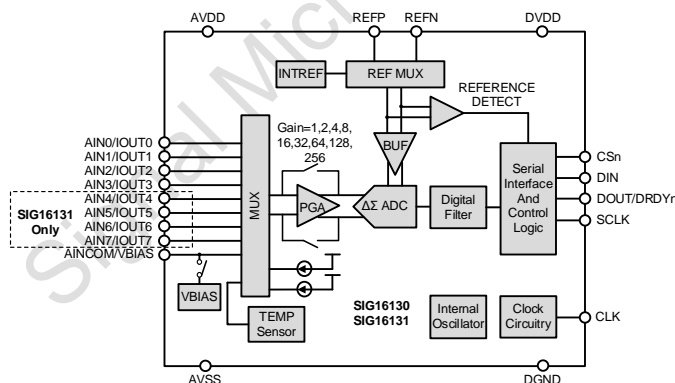 AVDD
REFP
REFN
DVDD
INTREF
REF MUX
REFERENCE
DETECT
Gain=1,2,4,8,
16,32,64,128,
256
BUF
AIN0/IOUT0
AIN1/IOUT1
AIN2/IOUT2
AIN3/IOUT3
AIN4/IOUT4
AIN5/IOUT5
AIN6/IOUT6
AIN7/IOUT7
AINCOM/VBIAS
SIG16131
Only
MUX
PGA
ΔΣ ADC
Digital
Filter
Serial
Interface
And
Control
Logic
CSn
DIN
DOUT/DRDYn
SCLK
VBIAS
TEMP
Sensor
SIG16130
SIG16131
Internal
Oscillator
Clock
Circuitry
CLK
AVSS
DGND
Signal Micr